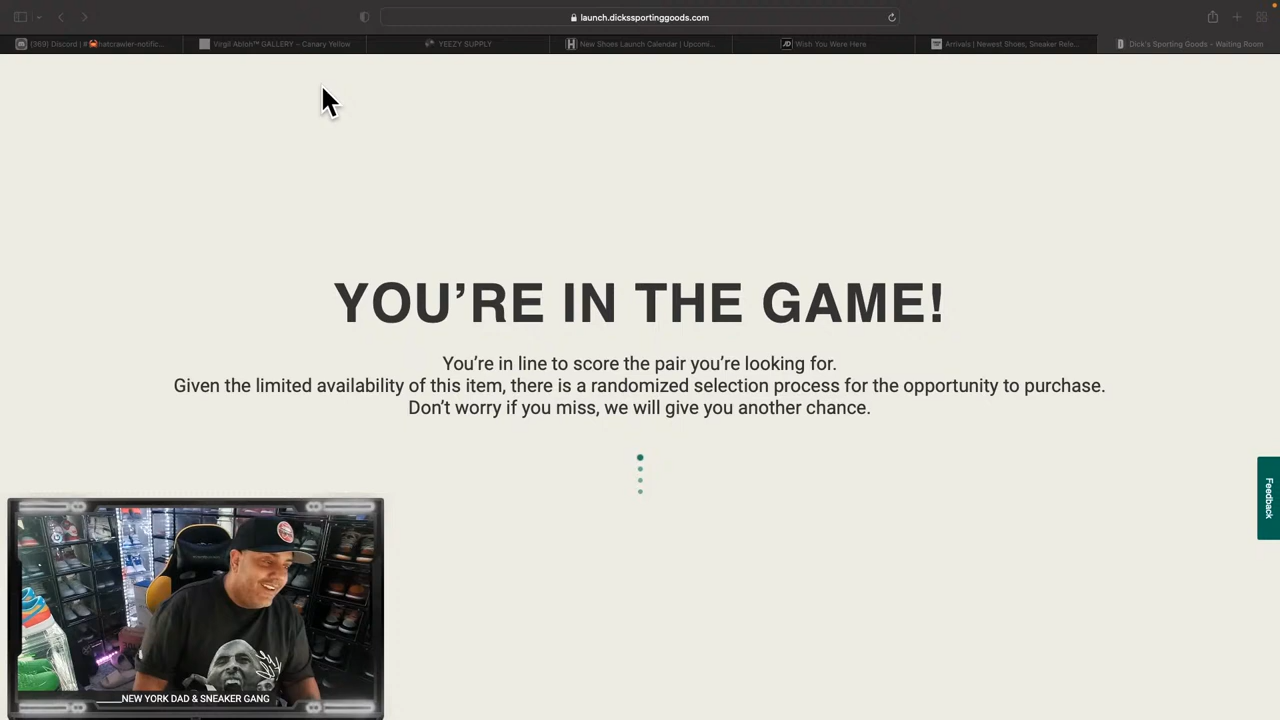 launch.dickssportinggoods.com
(369) Discord | #
Virgil Abloh™ GALLERY – Canary Yellow
YEEZY SUPPLY
New Shoes Launch Calendar | Upcomi...
Wish You Were Here
Arrivals | Newest Shoes, Sneaker Rele...
Dick's Sporting Goods - Waiting Room
YOU’RE IN THE GAME!
You’re in line to score the pair you’re looking for.
Given the limited availability of this item, there is a randomized selection process for the opportunity to purchase.
Don’t worry if you miss, we will give you another chance.
Feedback
NEW YORK DAD & SNEAKER GANG